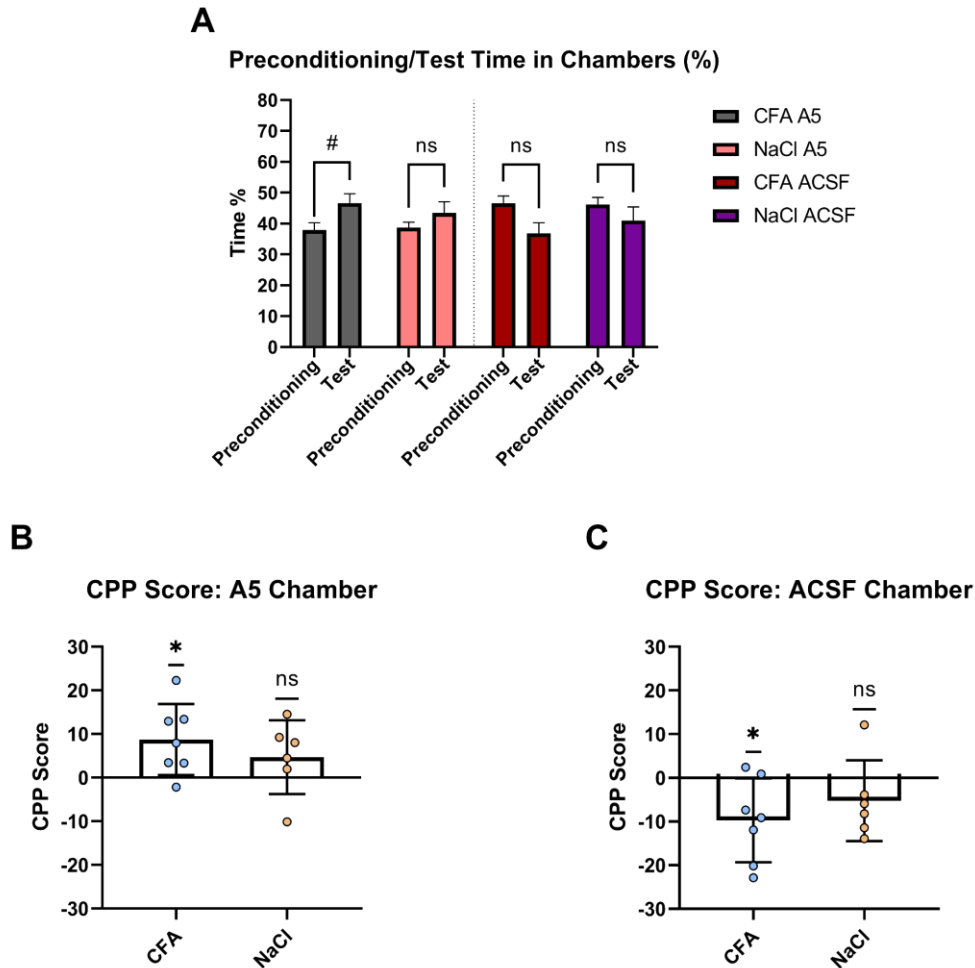 A
Preconditioning/Test Time in Chambers (%)
80
70
60
50
40
30
20
10
0
Time %
# ns ns ns
Preconditioning Test Preconditioning Test Preconditioning Test Preconditioning Test
CFA A5
NaCl A5
CFA ACSF
NaCl ACSF
B
CPP Score: A5 Chamber
30
20
10
0
-10
-20
-30
CPP Score
* ns
CFA NaCl
C
CPP Score: ACSF Chamber
30
20
10
0
-10
-20
-30
CPP Score
* ns
CFA NaCl